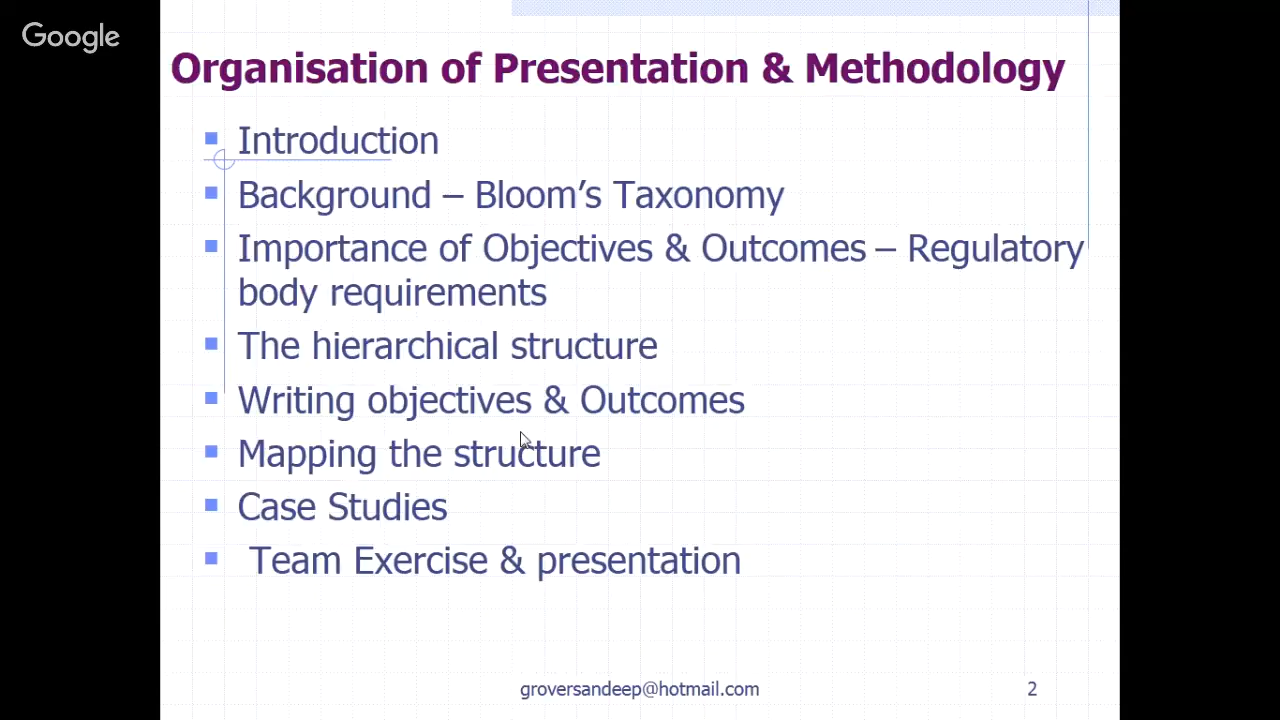 Google
Organisation of Presentation & Methodology
Introduction
Background – Bloom’s Taxonomy
Importance of Objectives & Outcomes – Regulatory
body requirements
The hierarchical structure
Writing objectives & Outcomes
Mapping the structure
Case Studies
Team Exercise & presentation
groversandeep@hotmail.com
2